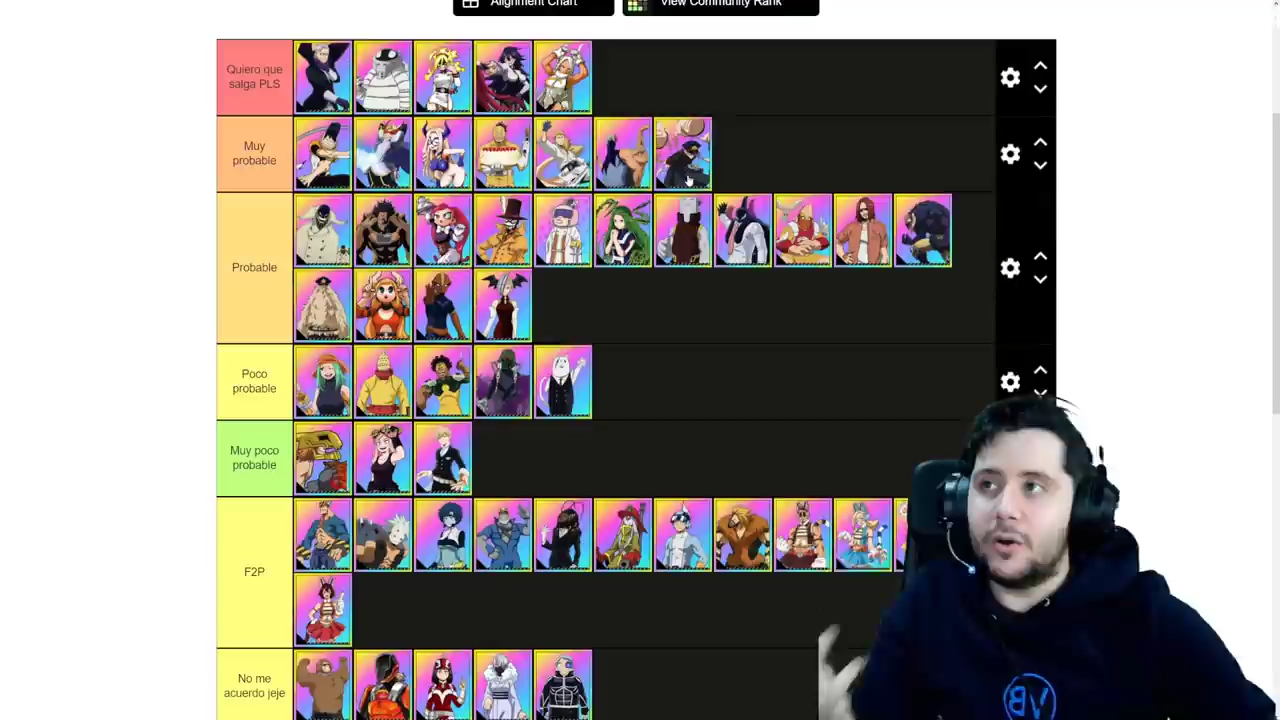 Alignment Chart
View Community Rank
Quiero que
salga PLS
Muy
probable
Probable
Poco
probable
Muy poco
probable
F2P
No me
acuerdo jeje